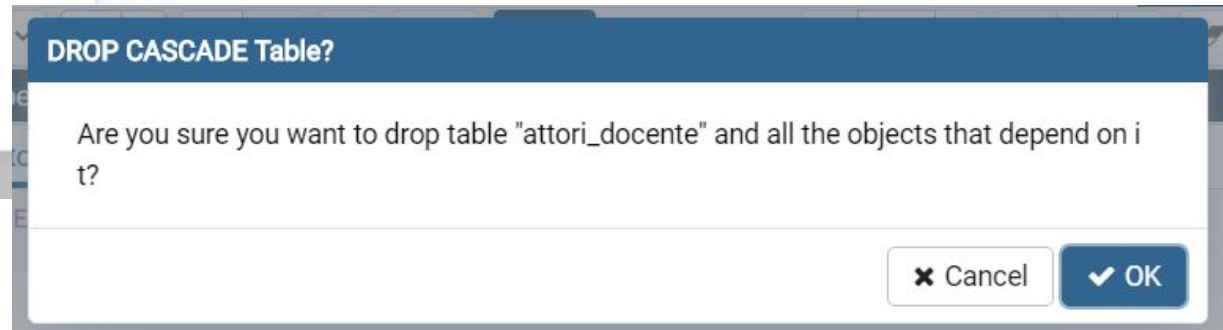 DROP CASCADE Table?
Are you sure you want to drop table "attori_docente" and all the objects that depend on i
t?
Cancel
OK